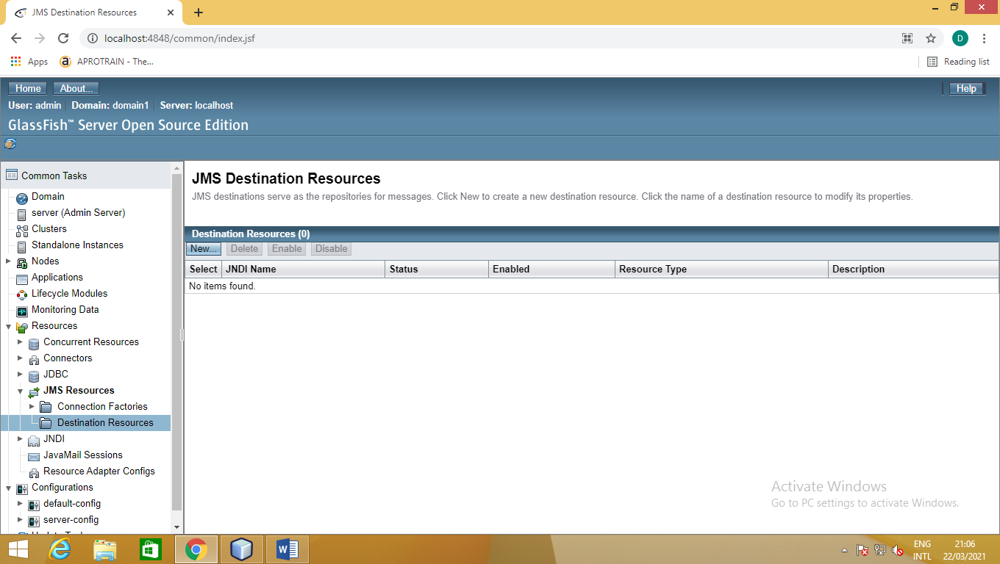 JMS Destination Resources
localhost:4848/common/index.jsf
D
Apps
a
APROTRAIN - The...
Reading list
Home
About...
Help
User: admin
Domain: domain1
Server: localhost
GlassFish™ Server Open Source Edition
Common Tasks
Domain
server (Admin Server)
Clusters
Standalone Instances
Nodes
Applications
Lifecycle Modules
Monitoring Data
Resources
Concurrent Resources
Connectors
JDBC
JMS Resources
Connection Factories
Destination Resources
JNDI
JavaMail Sessions
Resource Adapter Configs
Configurations
default-config
server-config
JMS Destination Resources
JMS destinations serve as the repositories for messages. Click New to create a new destination resource. Click the name of a destination resource to modify its properties.
Destination Resources (0)
New...
Delete
Enable
Disable
Select
JNDI Name
Status
Enabled
Resource Type
Description
No items found.
Activate Windows
Go to PC settings to activate Windows.
ENG
INTL
21:06
22/03/2021